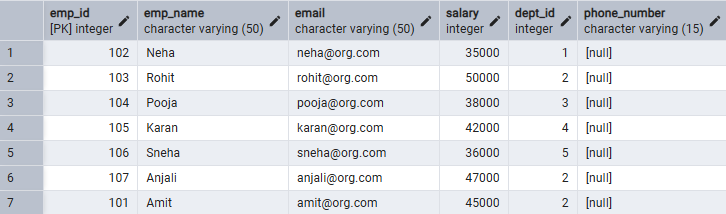 emp_id emp_name email salary dept_id phone_number
[PK] integer character varying (50) character varying (50) integer integer character varying (15)
1 102 Neha neha@org.com 35000 1 [null]
2 103 Rohit rohit@org.com 50000 2 [null]
3 104 Pooja pooja@org.com 38000 3 [null]
4 105 Karan karan@org.com 42000 4 [null]
5 106 Sneha sneha@org.com 36000 5 [null]
6 107 Anjali anjali@org.com 47000 2 [null]
7 101 Amit amit@org.com 45000 2 [null]